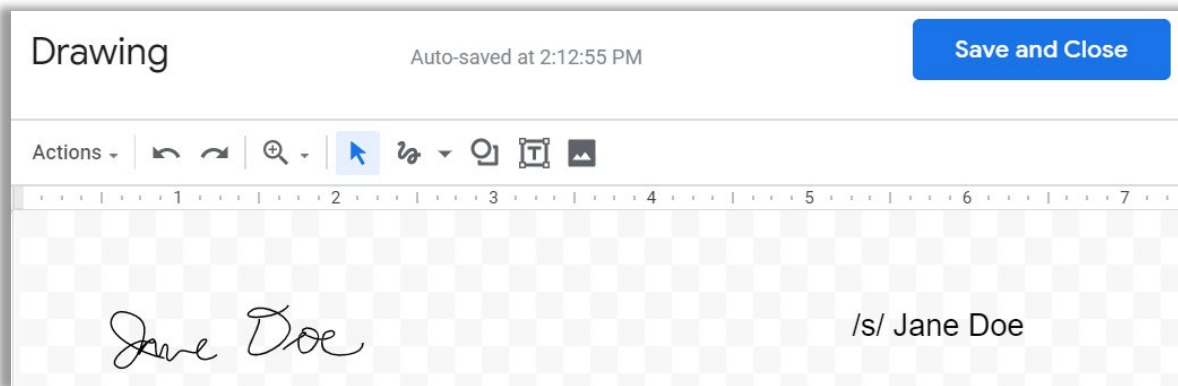 Drawing
Auto-saved at 2:12:55 PM
Save and Close
Actions
1 2 3 4 5 6 7
Jane Doe
/s/ Jane Doe